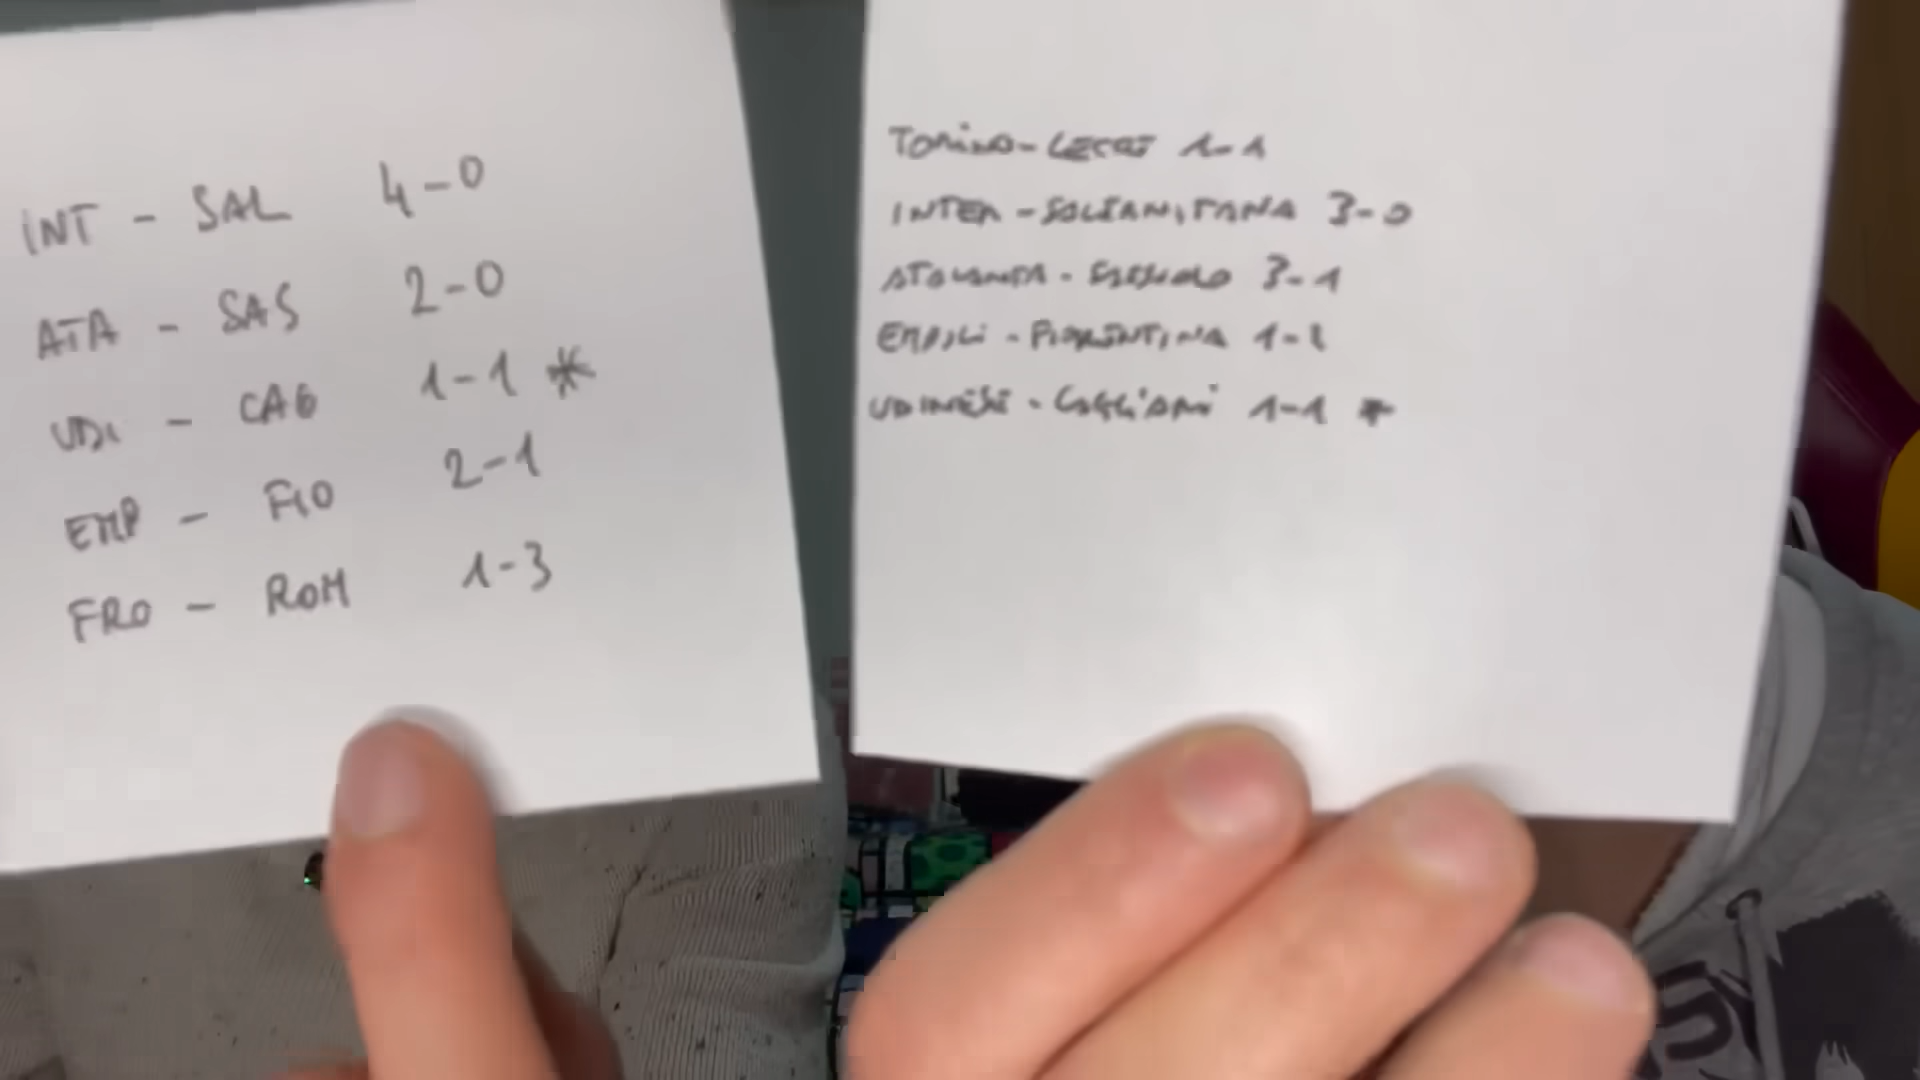 INT - SAL 4-0
ATA - SAS 2-0
UDI - CAG 1-1 *
EMP - FIO 2-1
FRO - ROM 1-3
TORINO-LECCE 1-1
INTER - SALERNITANA 3-0
ATALANTA - SASSUOLO 3-1
EMPOLI - FIORENTINA 1-
UDINESE - CAGLIARI 1-1 *